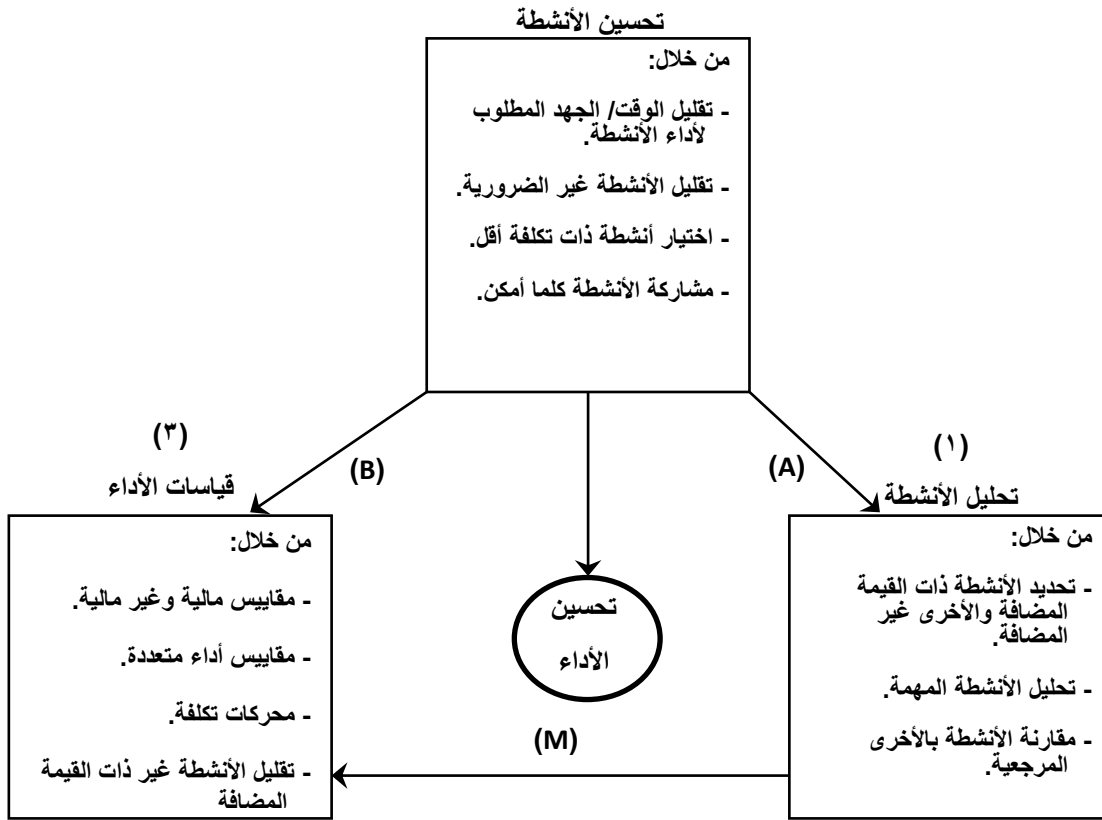 تحسين الأنشطة
من خلال:
- تقليل الوقت/ الجهد المطلوب
لأداء الأنشطة.
- تقليل الأنشطة غير الضرورية.
- اختيار أنشطة ذات تكلفة أقل.
- مشاركة الأنشطة كلما أمكن.
(١)
(A)
تحليل الأنشطة
من خلال:
- تحديد الأنشطة ذات القيمة
المضافة والأخرى غير
المضافة.
- تحليل الأنشطة المهمة.
- مقارنة الأنشطة بالأخرى
المرجعية.
تحسين
الأداء
(M)
(٣)
(B)
قياسات الأداء
من خلال:
- مقاييس مالية وغير مالية.
- مقاييس أداء متعددة.
- محركات تكلفة.
- تقليل الأنشطة غير ذات القيمة
المضافة